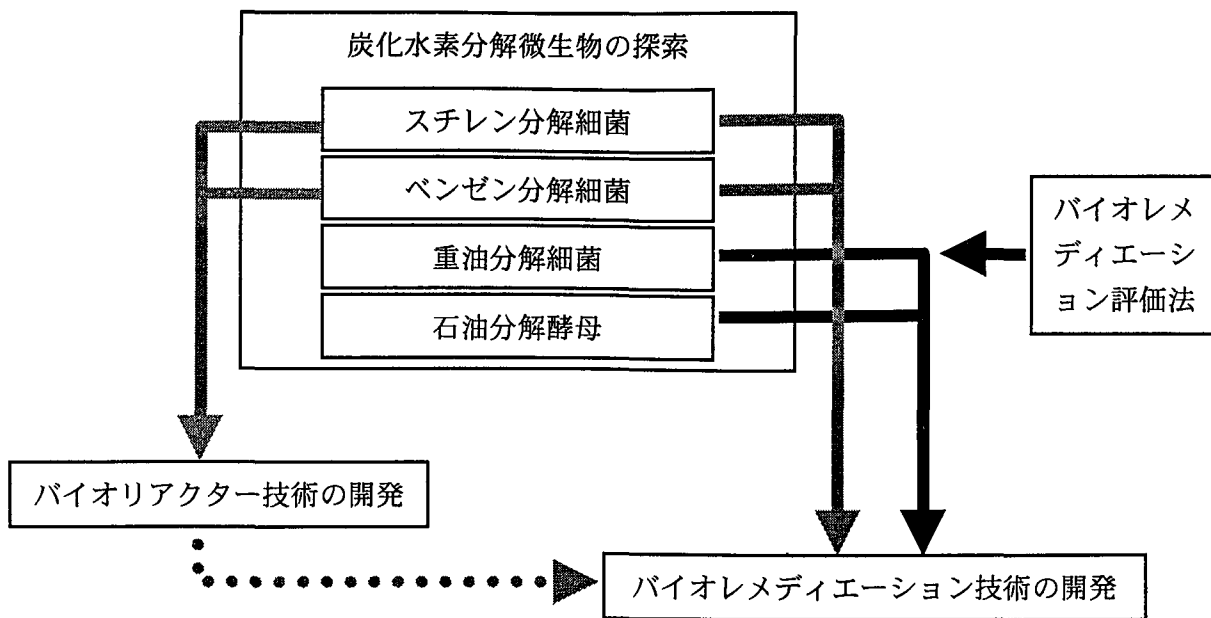 炭化水素分解微生物の探索
スチレン分解細菌
ベンゼン分解細菌
重油分解細菌
石油分解酵母
バイオレメ
ディエーシ
ョン評価法
バイオリアクター技術の開発
バイオレメディエーション技術の開発